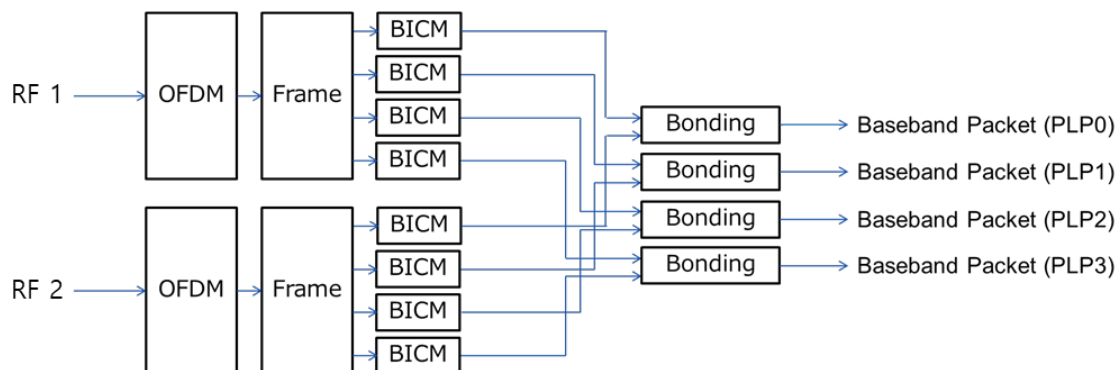 RF 1
OFDM
Frame
BICM
BICM
BICM
BICM
RF 2
OFDM
Frame
BICM
BICM
BICM
BICM
Bonding
Baseband Packet (PLP0)
Bonding
Baseband Packet (PLP1)
Bonding
Baseband Packet (PLP2)
Bonding
Baseband Packet (PLP3)